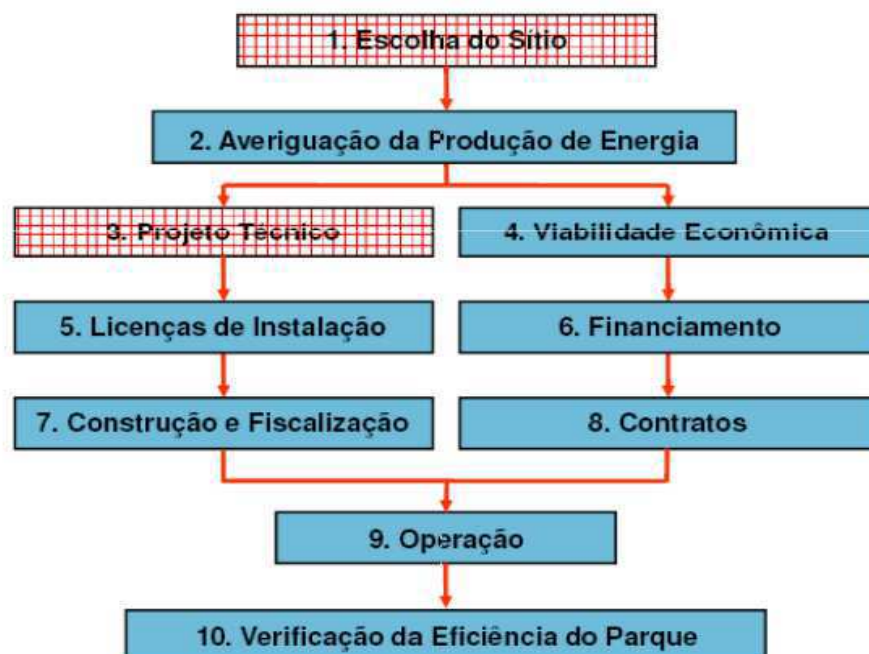 1. Escolha do Sítio
2. Averiguação da Produção de Energia
3. Projeto Técnico
4. Viabilidade Econômica
5. Licenças de Instalação
6. Financiamento
7. Construção e Fiscalização
8. Contratos
9. Operação
10. Verificação da Eficiência do Parque